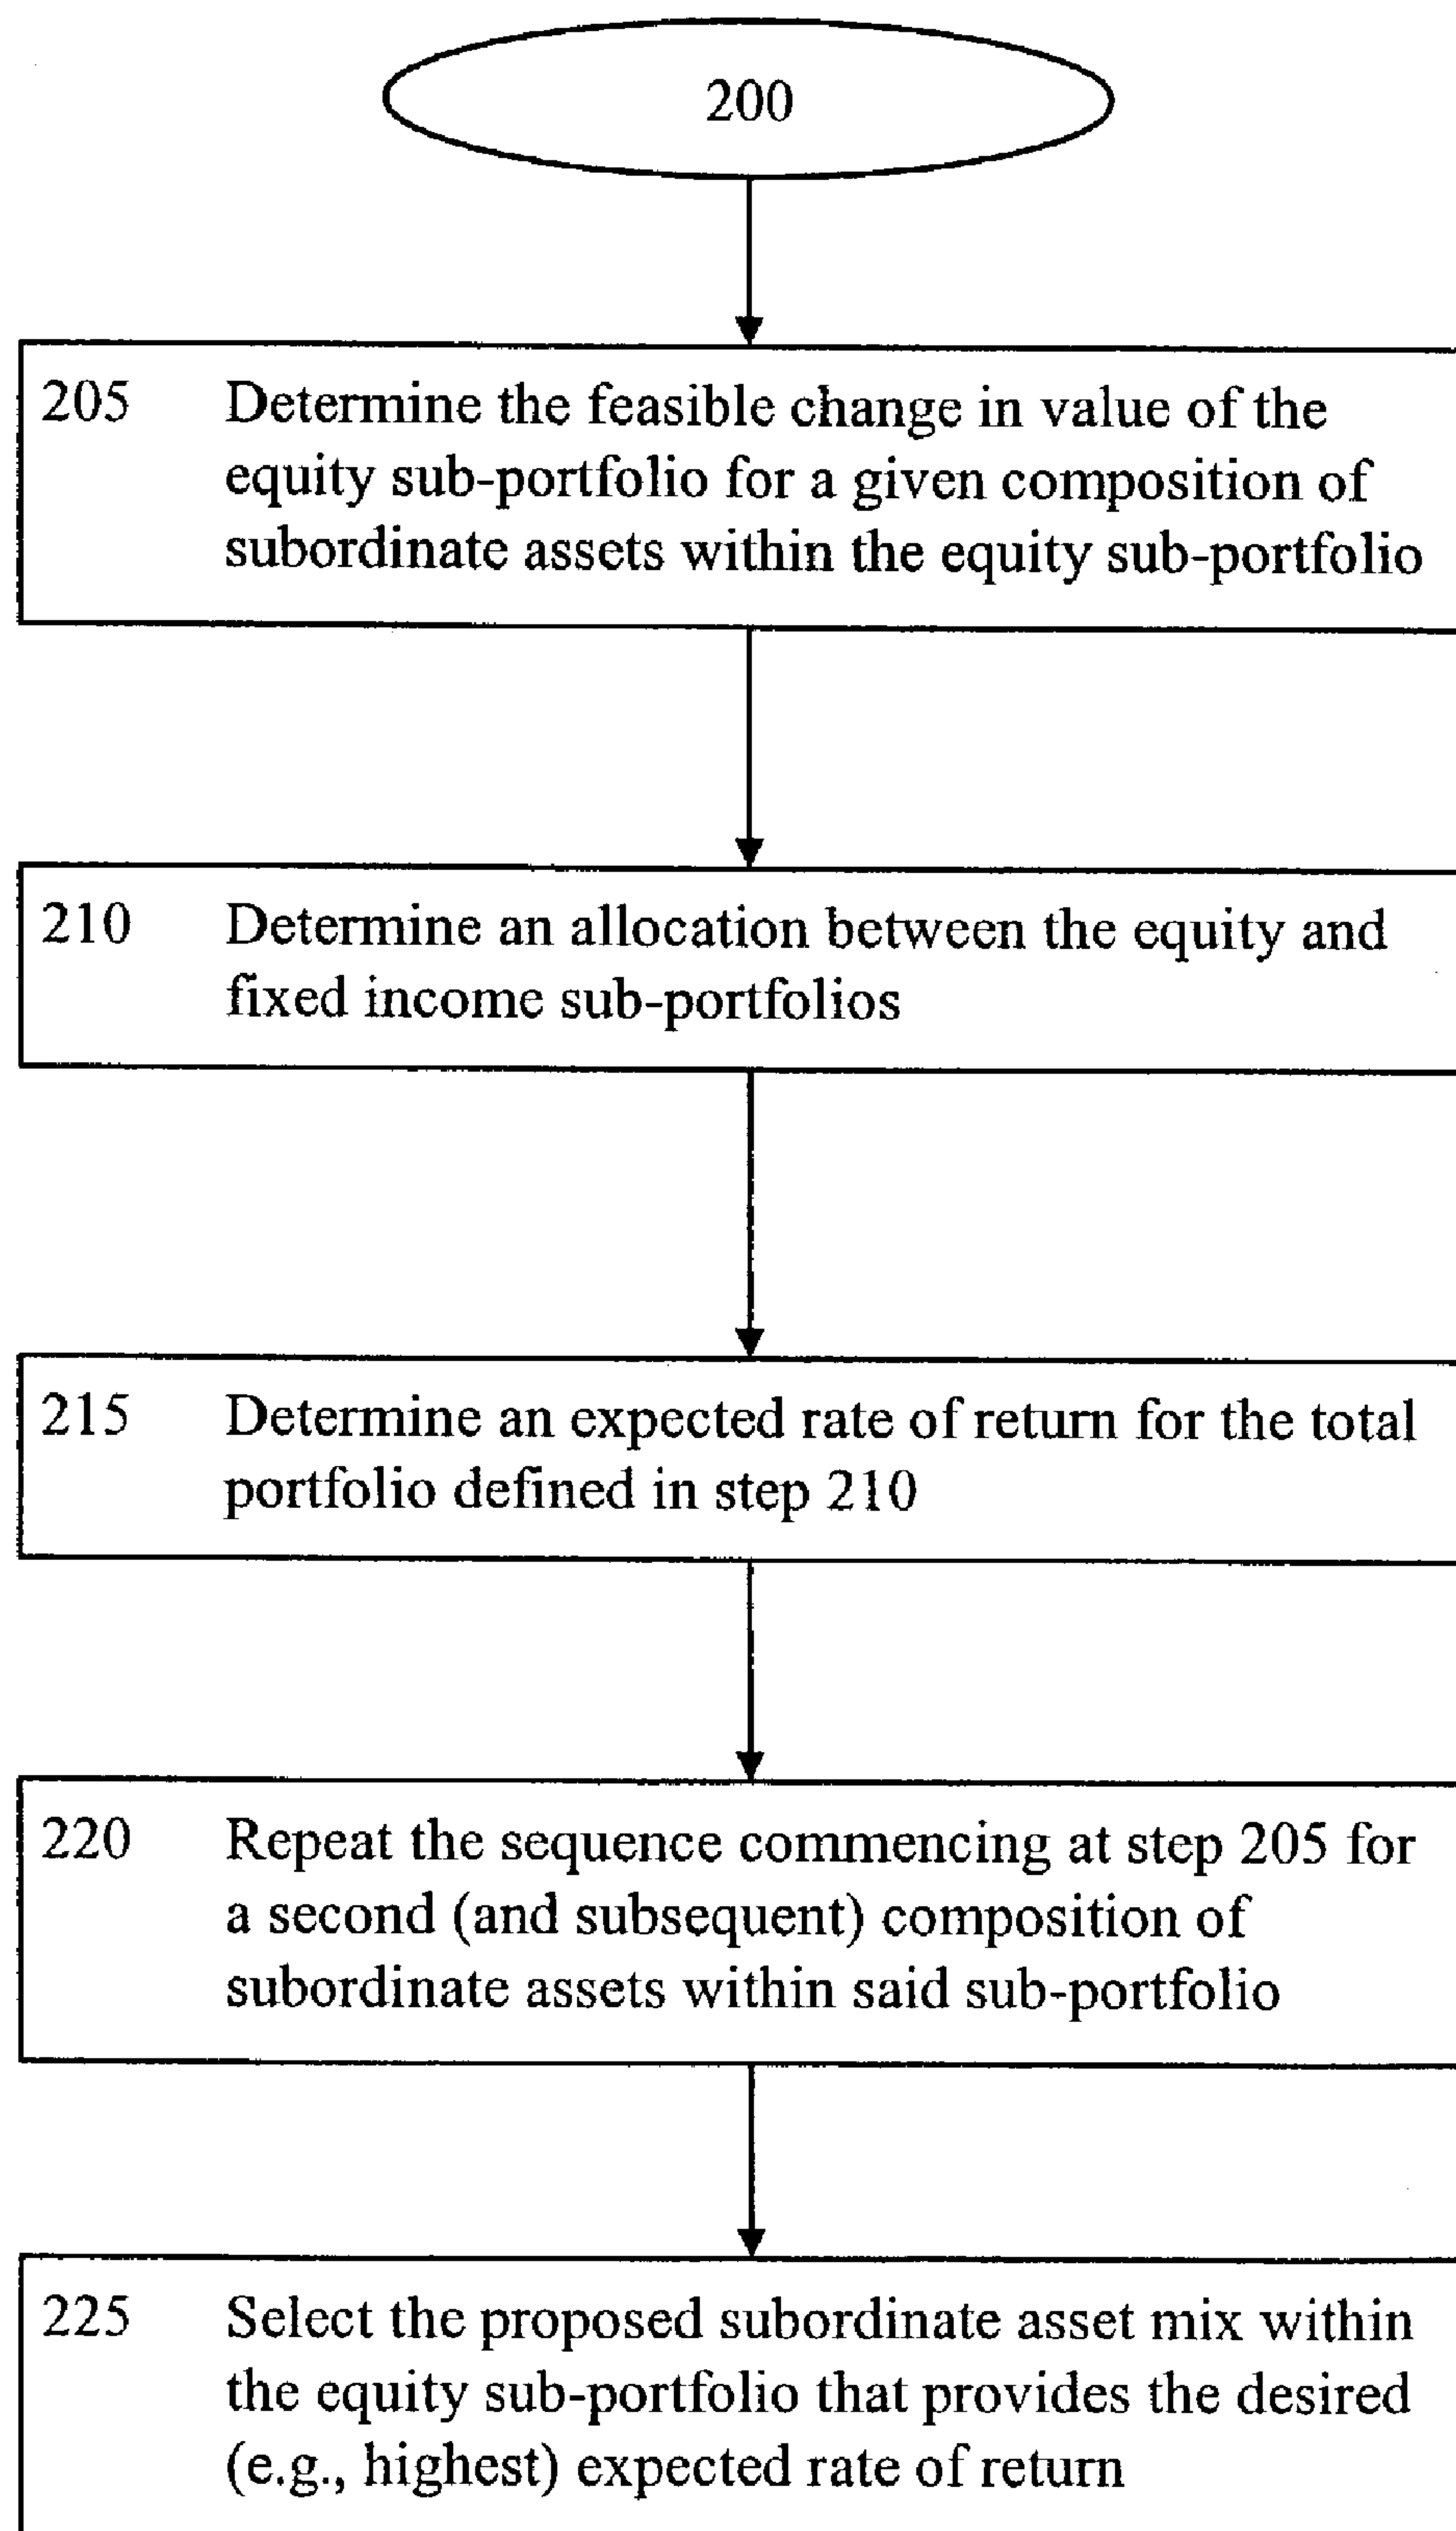 200
205 Determine the feasible change in value of the
equity sub-portfolio for a given composition of
subordinate assets within the equity sub-portfolio
210 Determine an allocation between the equity and
fixed income sub-portfolios
215 Determine an expected rate of return for the total
portfolio defined in step 210
220 Repeat the sequence commencing at step 205 for
a second (and subsequent) composition of
subordinate assets within said sub-portfolio
225 Select the proposed subordinate asset mix within
the equity sub-portfolio that provides the desired
(e.g., highest) expected rate of return